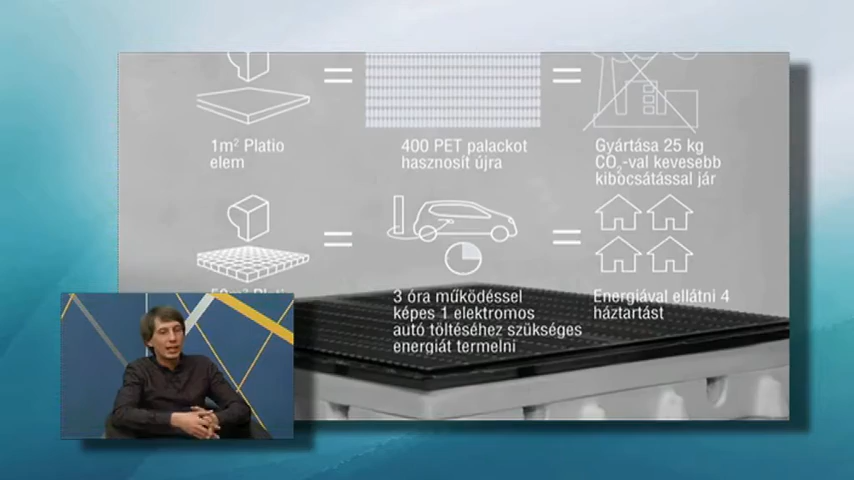 1m² Platio
elem
400 PET palackot
hasznosít újra
Gyártása 25 kg
CO₂-val kevesebb
kibocsátással jár
3 óra működéssel
képes 1 elektromos
autó töltéséhez szükséges
energiát termelni
Energiával ellátni 4
háztartást